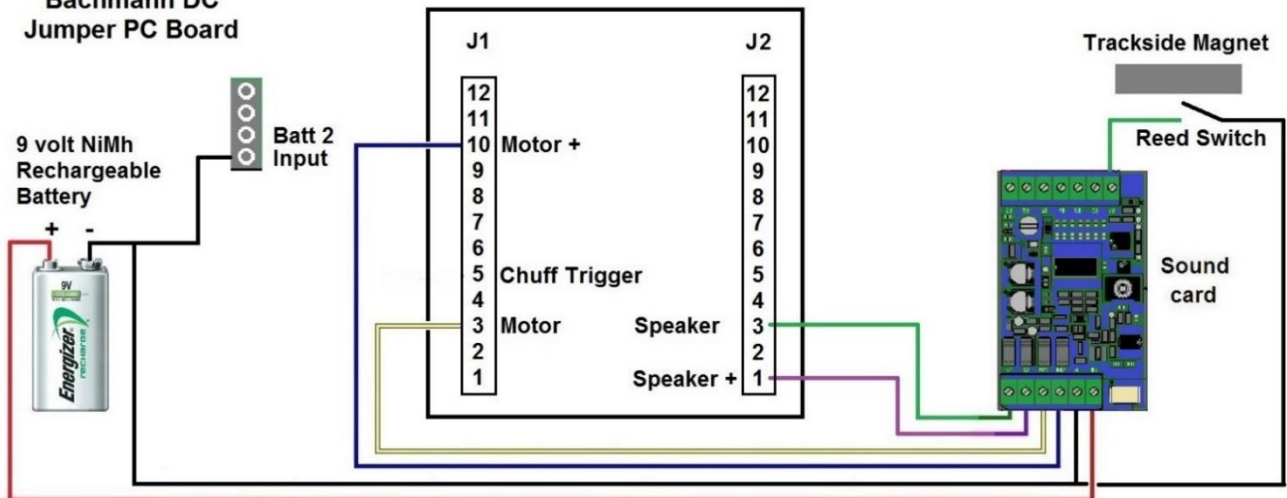 Bachmann DC
Jumper PC Board
9 volt NiMh
Rechargeable
Battery
+ -
Batt 2
Input
9V
Energizer
RECHARGE
J1
12
11
10 Motor +
9
8
7
6
5 Chuff Trigger
4
3 Motor
2
1
J2
12
11
10
9
8
7
6
5
4
Speaker 3
2
Speaker + 1
Trackside Magnet
Reed Switch
Sound
card